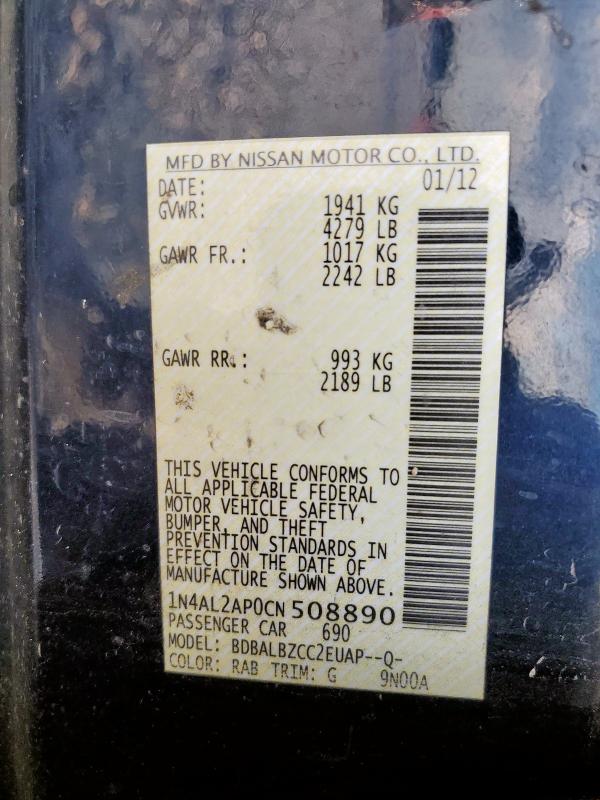 MFD BY NISSAN MOTOR CO., LTD.
DATE: 01/12
GVWR: 1941 KG
4279 LB
GAWR FR.: 1017 KG
2242 LB
GAWR RR.: 993 KG
2189 LB
THIS VEHICLE CONFORMS TO
ALL APPLICABLE FEDERAL
MOTOR VEHICLE SAFETY,
BUMPER, AND THEFT
PREVENTION STANDARDS IN
EFFECT ON THE DATE OF
MANUFACTURE SHOWN ABOVE.
1N4AL2AP0CN508890
PASSENGER CAR 690
MODEL: BDBALBZCC2EUAP--Q-
COLOR: RAB TRIM: G 9N00A